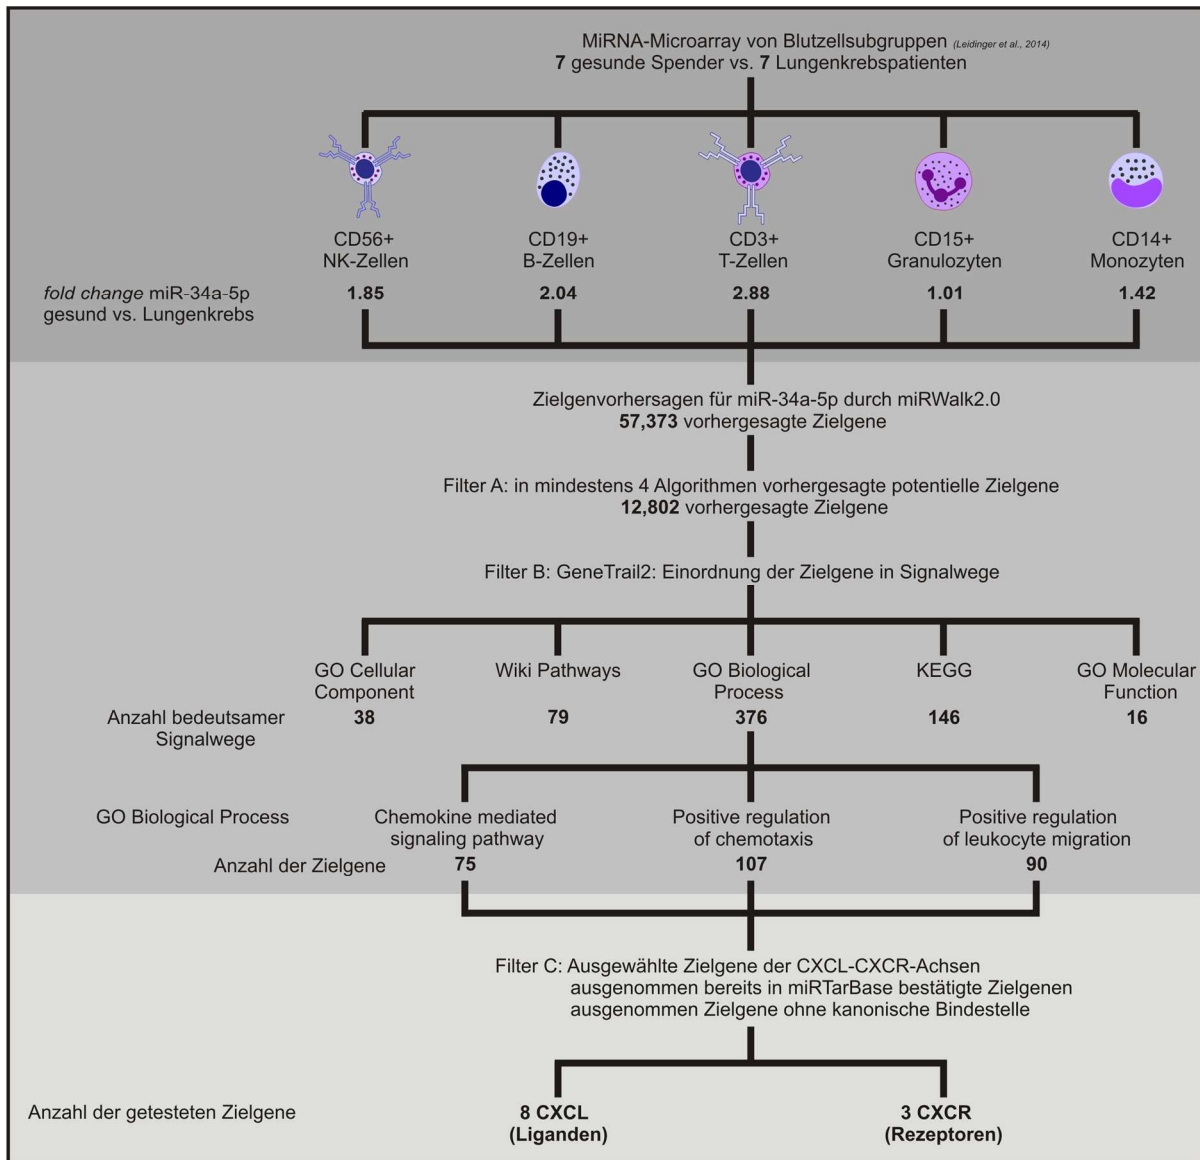 MiRNA-Microarray von Blutzellsubgruppen (Leidinger et al., 2014)
7 gesunde Spender vs. 7 Lungenkrebspatienten
CD56+
NK-Zellen
CD19+
B-Zellen
CD3+
T-Zellen
CD15+
Granulozyten
CD14+
Monozyten
fold change miR-34a-5p
gesund vs. Lungenkrebs
1.85
2.04
2.88
1.01
1.42
Zielgenvorhersagen für miR-34a-5p durch miRWalk2.0
57,373 vorhergesagte Zielgene
Filter A: in mindestens 4 Algorithmen vorhergesagte potentielle Zielgene
12,802 vorhergesagte Zielgene
Filter B: GeneTrail2: Einordnung der Zielgene in Signalwege
GO Cellular
Component
Wiki Pathways
GO Biological
Process
KEGG
GO Molecular
Function
Anzahl bedeutsamer
Signalwege
38
79
376
146
16
GO Biological Process
Chemokine mediated
signaling pathway
Positive regulation
of chemotaxis
Positive regulation
of leukocyte migration
Anzahl der Zielgene
75
107
90
Filter C: Ausgewählte Zielgene der CXCL-CXCR-Achsen
ausgenommen bereits in miRTarBase bestätigte Zielgenen
ausgenommen Zielgene ohne kanonische Bindestelle
Anzahl der getesteten Zielgene
8 CXCL
(Liganden)
3 CXCR
(Rezeptoren)